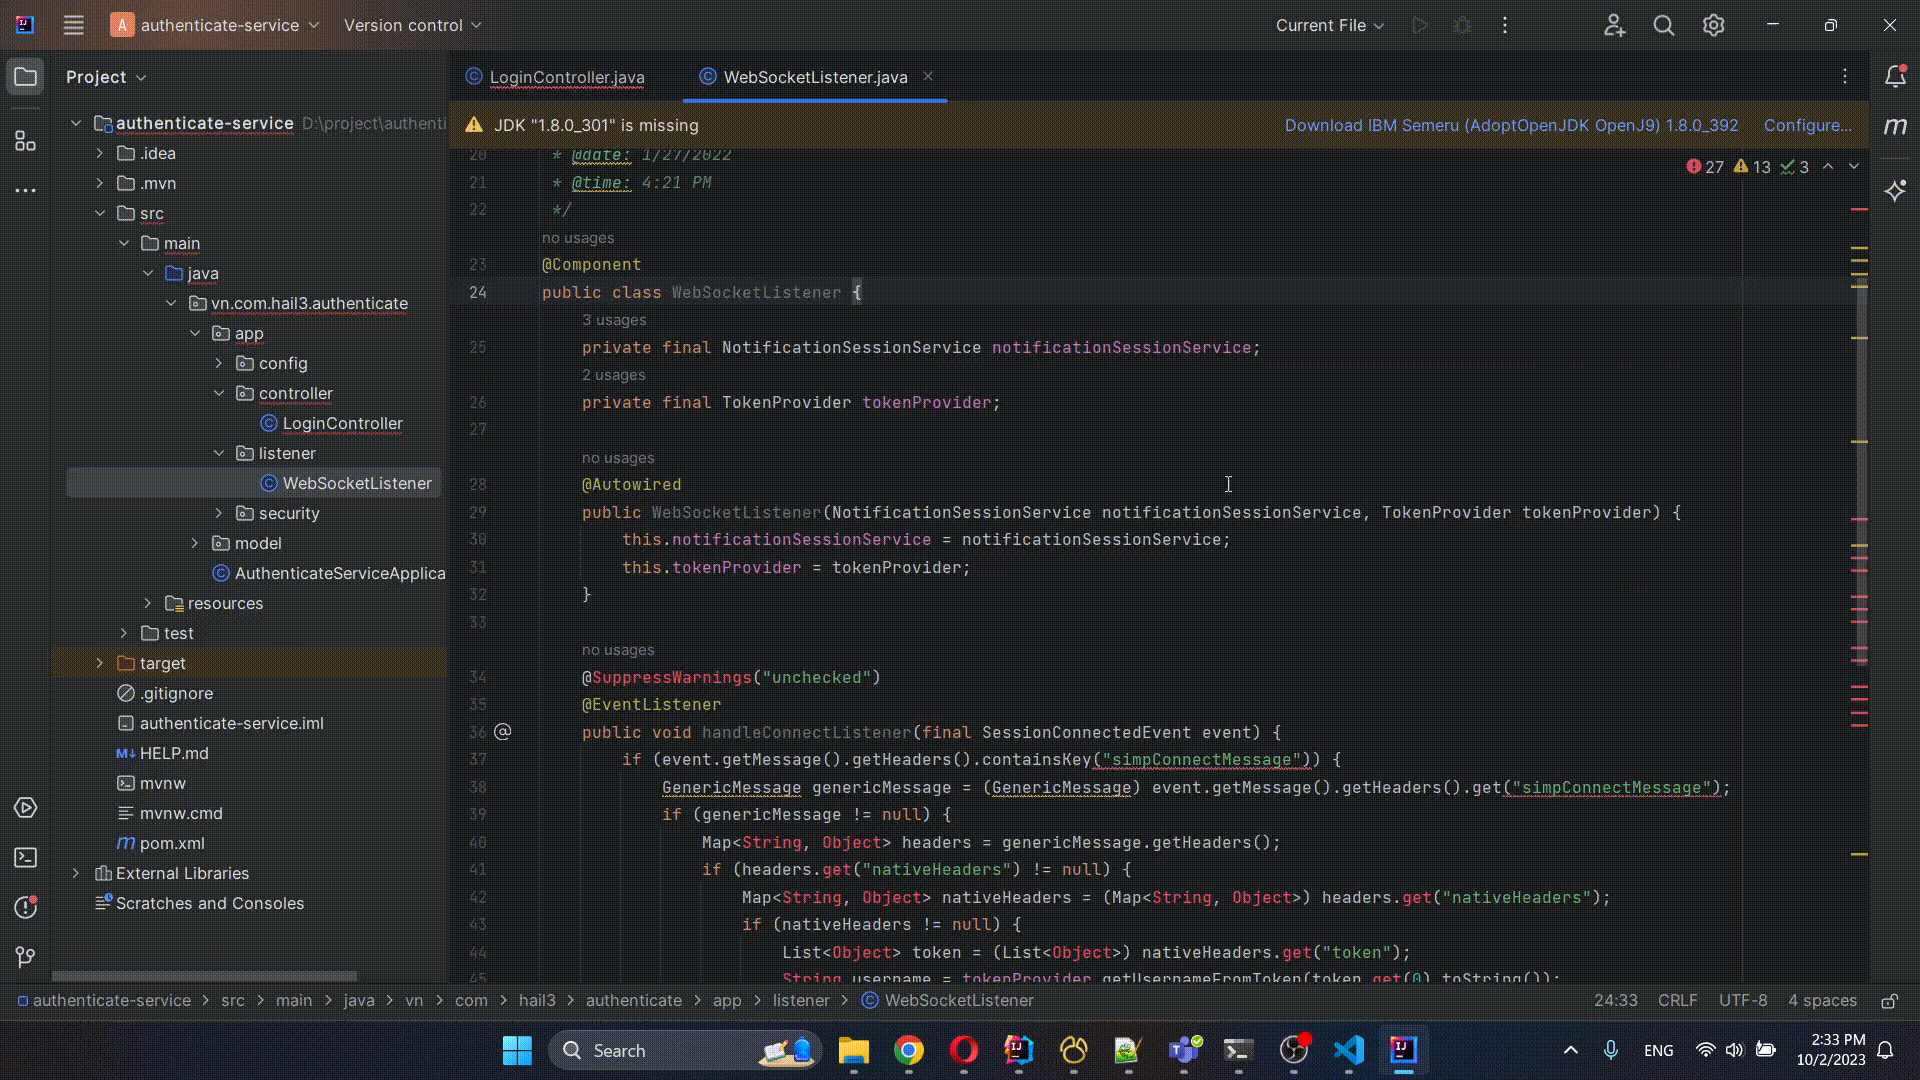 A authenticate-service Version control Current File
Project
LoginController.java WebSocketListener.java
JDK "1.8.0_301" is missing Download IBM Semeru (AdoptOpenJDK OpenJ9) 1.8.0_392 Configure...
27 13 3
authenticate-service D:\project\authenti
.idea
.mvn
src
main
java
vn.com.hail3.authenticate
app
config
controller
LoginController
listener
WebSocketListener
security
model
AuthenticateServiceApplica
resources
test
target
.gitignore
authenticate-service.iml
HELP.md
mvnw
mvnw.cmd
pom.xml
External Libraries
Scratches and Consoles
20 * @date: 1/27/2022
21 * @time: 4:21 PM
22 */
no usages
23 @Component
24 public class WebSocketListener {
3 usages
25 private final NotificationSessionService notificationSessionService;
2 usages
26 private final TokenProvider tokenProvider;
27
no usages
28 @Autowired
29 public WebSocketListener(NotificationSessionService notificationSessionService, TokenProvider tokenProvider) {
30 this.notificationSessionService = notificationSessionService;
31 this.tokenProvider = tokenProvider;
32 }
33
no usages
34 @SuppressWarnings("unchecked")
35 @EventListener
36 public void handleConnectListener(final SessionConnectedEvent event) {
37 if (event.getMessage().getHeaders().containsKey("simpConnectMessage")) {
38 GenericMessage genericMessage = (GenericMessage) event.getMessage().getHeaders().get("simpConnectMessage");
39 if (genericMessage != null) {
40 Map<String, Object> headers = genericMessage.getHeaders();
41 if (headers.get("nativeHeaders") != null) {
42 Map<String, Object> nativeHeaders = (Map<String, Object>) headers.get("nativeHeaders");
43 if (nativeHeaders != null) {
44 List<Object> token = (List<Object>) nativeHeaders.get("token");
45 String username = tokenProvider.getUsernameFromToken(token.get(0).toString());
authenticate-service > src > main > java > vn > com > hail3 > authenticate > app > listener > WebSocketListener 24:33 CRLF UTF-8 4 spaces
Search ENG 2:33 PM
10/2/2023